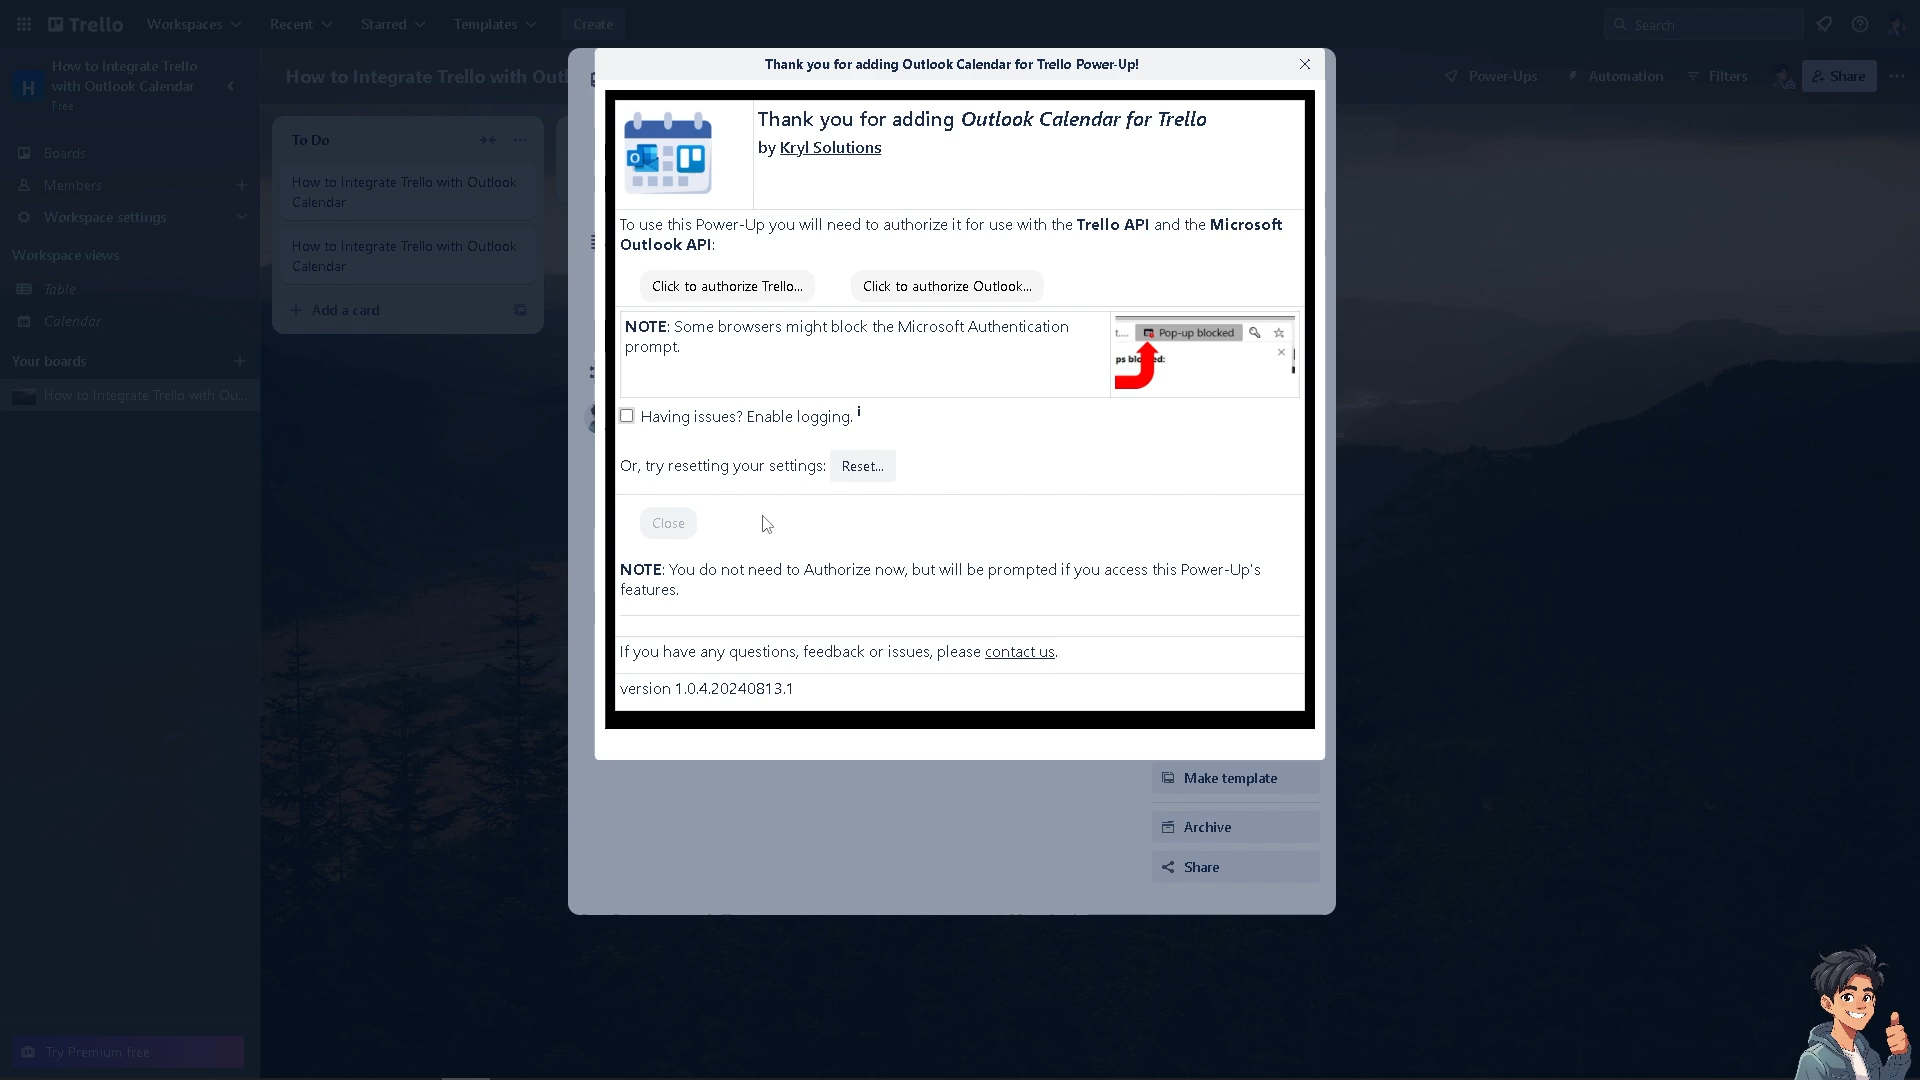 Trello
Workspaces
Recent
Starred
Templates
Create
Search
How to Integrate Trello
with Outlook Calendar
Free
How to Integrate Trello with Outl
Power-Ups
Automation
Filters
Share
Thank you for adding Outlook Calendar for Trello Power-Up!
Boards
Members
Workspace settings
Workspace views
Table
Calendar
Your boards
How to Integrate Trello with Ou...
Try Premium free
To Do
How to Integrate Trello with Outlook
Calendar
How to Integrate Trello with Outlook
Calendar
Add a card
Thank you for adding Outlook Calendar for Trello
by Kryl Solutions
To use this Power-Up you will need to authorize it for use with the Trello API and the Microsoft
Outlook API:
Click to authorize Trello...
Click to authorize Outlook...
NOTE: Some browsers might block the Microsoft Authentication
prompt.
t.... Pop-up blocked
Having issues? Enable logging. i
Or, try resetting your settings: Reset...
Close
NOTE: You do not need to Authorize now, but will be prompted if you access this Power-Up's
features.
If you have any questions, feedback or issues, please contact us.
version 1.0.4.20240813.1
Make template
Archive
Share